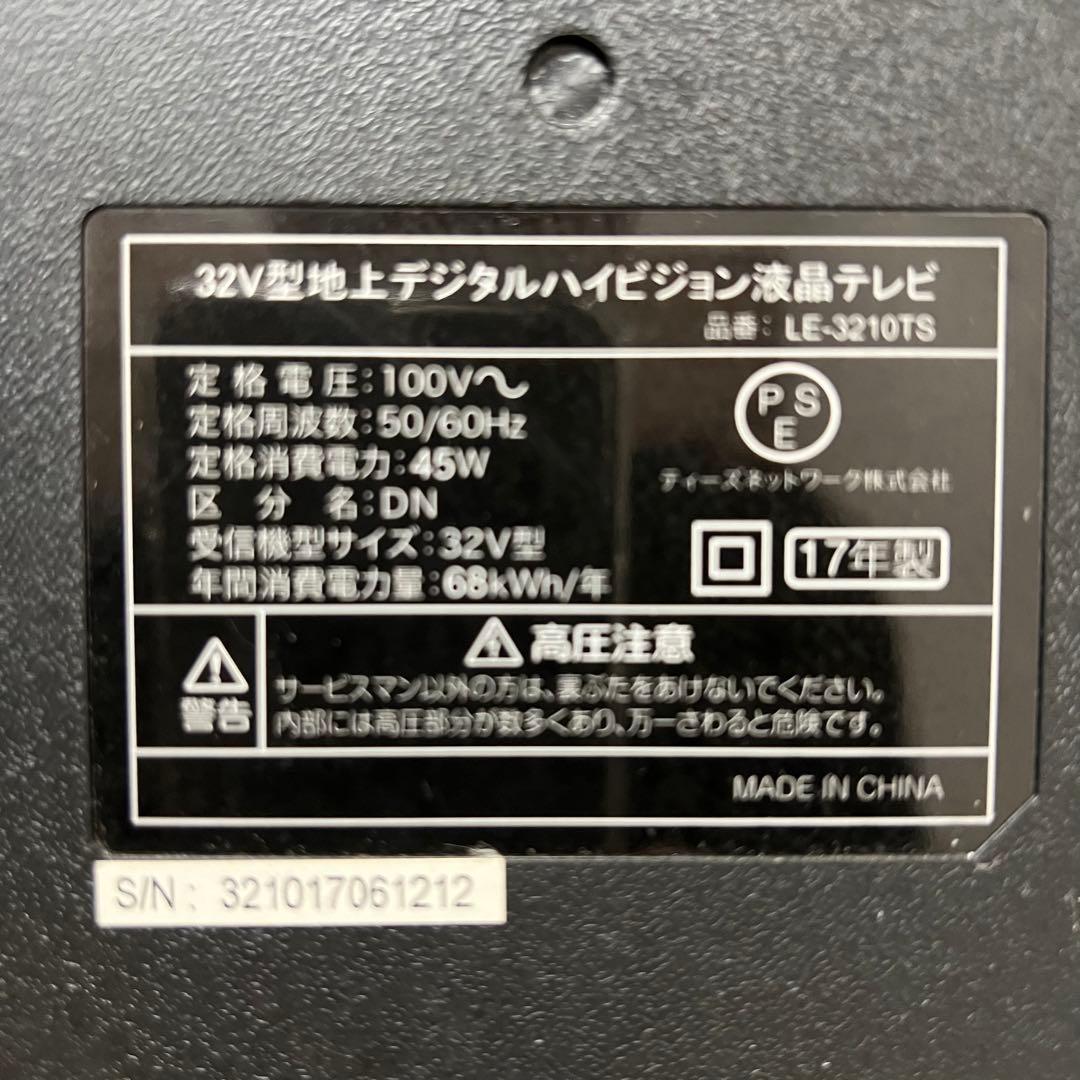 32V型地上デジタルハイビジョン液晶テレビ
品番: LE-3210TS
定格電圧:100V～
定格周波数:50/60Hz
定格消費電力:45W
区分名:DN
受信機型サイズ:32V型
年間消費電力量:68kWh/年
PSE
ティーズネットワーク株式会社
17年製
警告
高圧注意
サービスマン以外の方は、裏ぶたをあけないでください。
内部には高圧部分が数多くあり、万一さわると危険です。
MADE IN CHINA
S/N: 321017061212